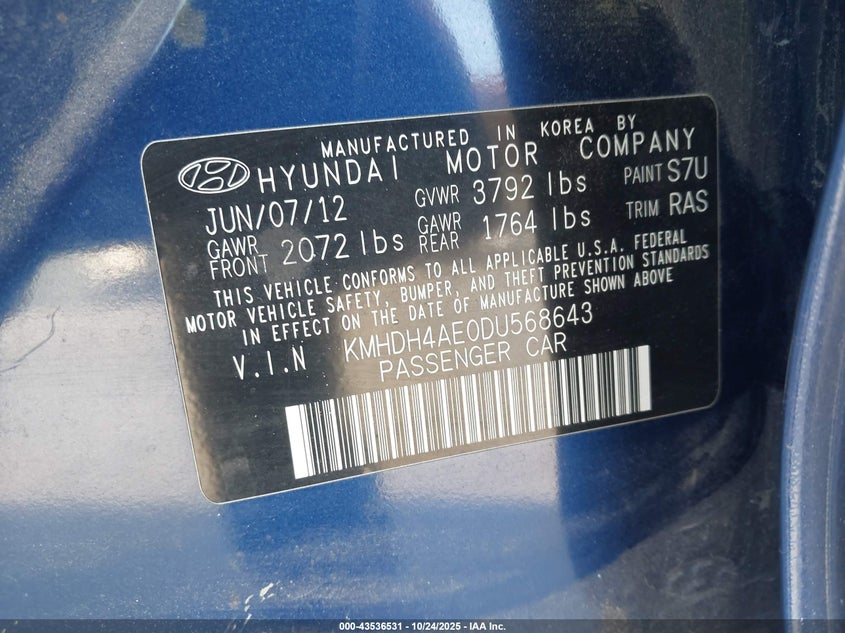 MANUFACTURED IN KOREA BY
HYUNDAI MOTOR COMPANY
JUN/07/12 GVWR 3792 lbs PAINT S7U
GAWR FRONT 2072 lbs GAWR REAR 1764 lbs TRIM RAS
THIS VEHICLE CONFORMS TO ALL APPLICABLE U.S.A. FEDERAL
MOTOR VEHICLE SAFETY, BUMPER, AND THEFT PREVENTION STANDARDS
IN EFFECT ON THE DATE OF MANUFACTURE SHOWN ABOVE
V.I.N KMHDH4AE0DU568643
PASSENGER CAR
000-43536531 - 10/24/2025 - IAA Inc.